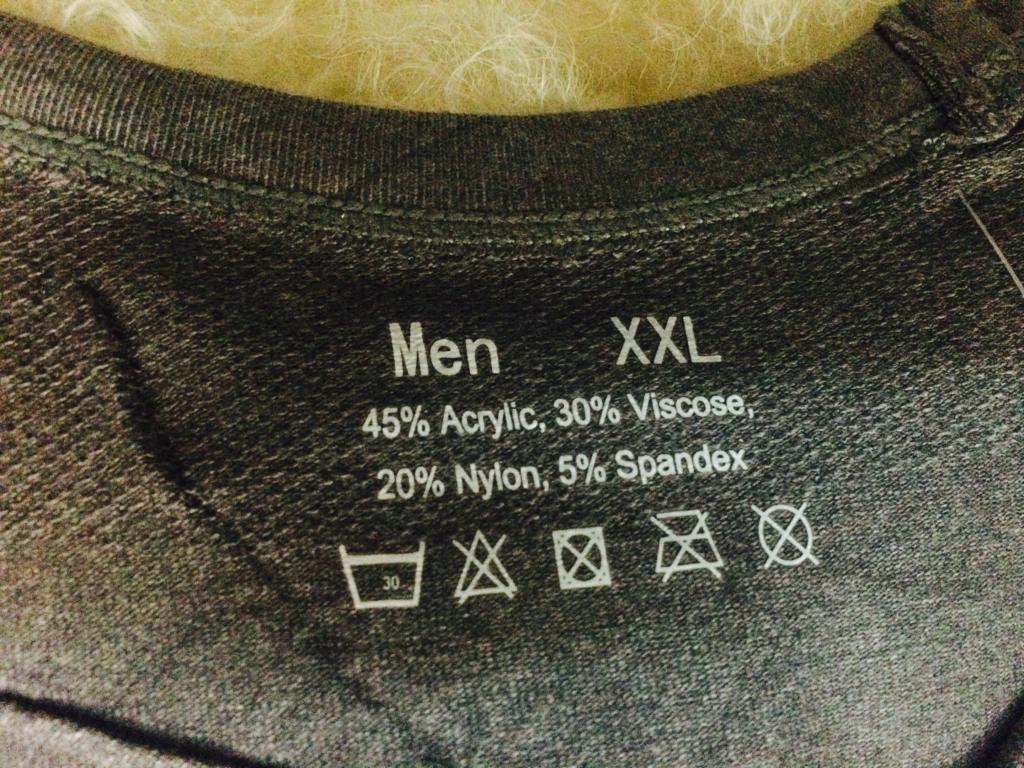 Men XXL
45% Acrylic, 30% Viscose,
20% Nylon, 5% Spandex
30